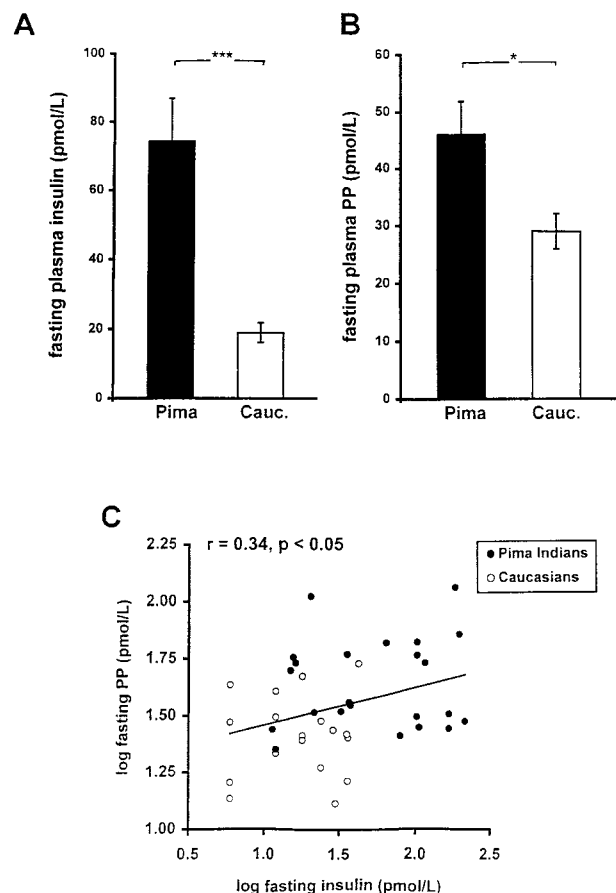 A
***
fasting plasma insulin (pmol/L)
100
80
60
40
20
0
Pima Cauc.
B
*
fasting plasma PP (pmol/L)
60
50
40
30
20
10
0
Pima Cauc.
C
r = 0.34, p < 0.05
Pima Indians
Caucasians
log fasting PP (pmol/L)
2.25
2.00
1.75
1.50
1.25
1.00
0.5 1.0 1.5 2.0 2.5
log fasting insulin (pmol/L)